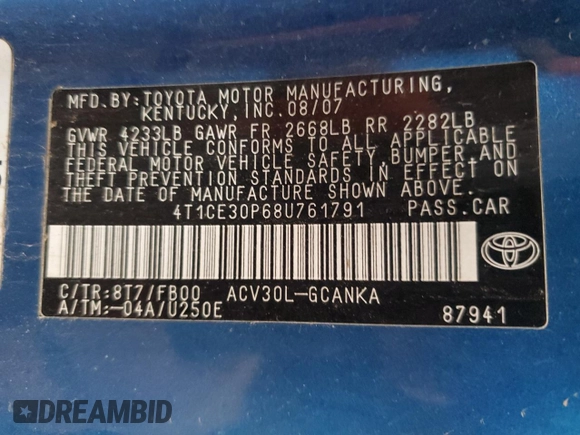 MFD.BY:TOYOTA MOTOR MANUFACTURING,
KENTUCKY,INC.08/07
GVWR 4233LB GAWR FR 2668LB RR 2282LB
THIS VEHICLE CONFORMS TO ALL APPLICABLE
FEDERAL MOTOR VEHICLE SAFETY,BUMPER,AND
THEFT PREVENTION STANDARDS IN EFFECT ON
THE DATE OF MANUFACTURE SHOWN ABOVE.
4T1CE30P68U761791 PASS.CAR
C/TR:8T7/FB00 ACV30L-GCANKA
A/TM:-04A/U250E 87941
DREAMBID